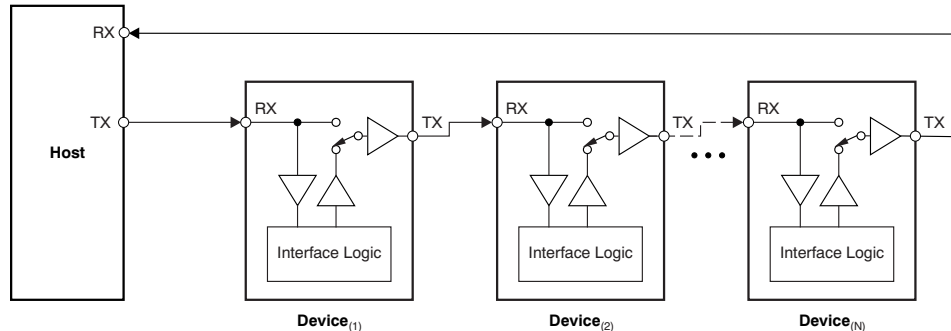 RX
TX
Host
RX
TX
Interface Logic
Device(1)
RX
TX
Interface Logic
Device(2)
RX
TX
Interface Logic
Device(N)